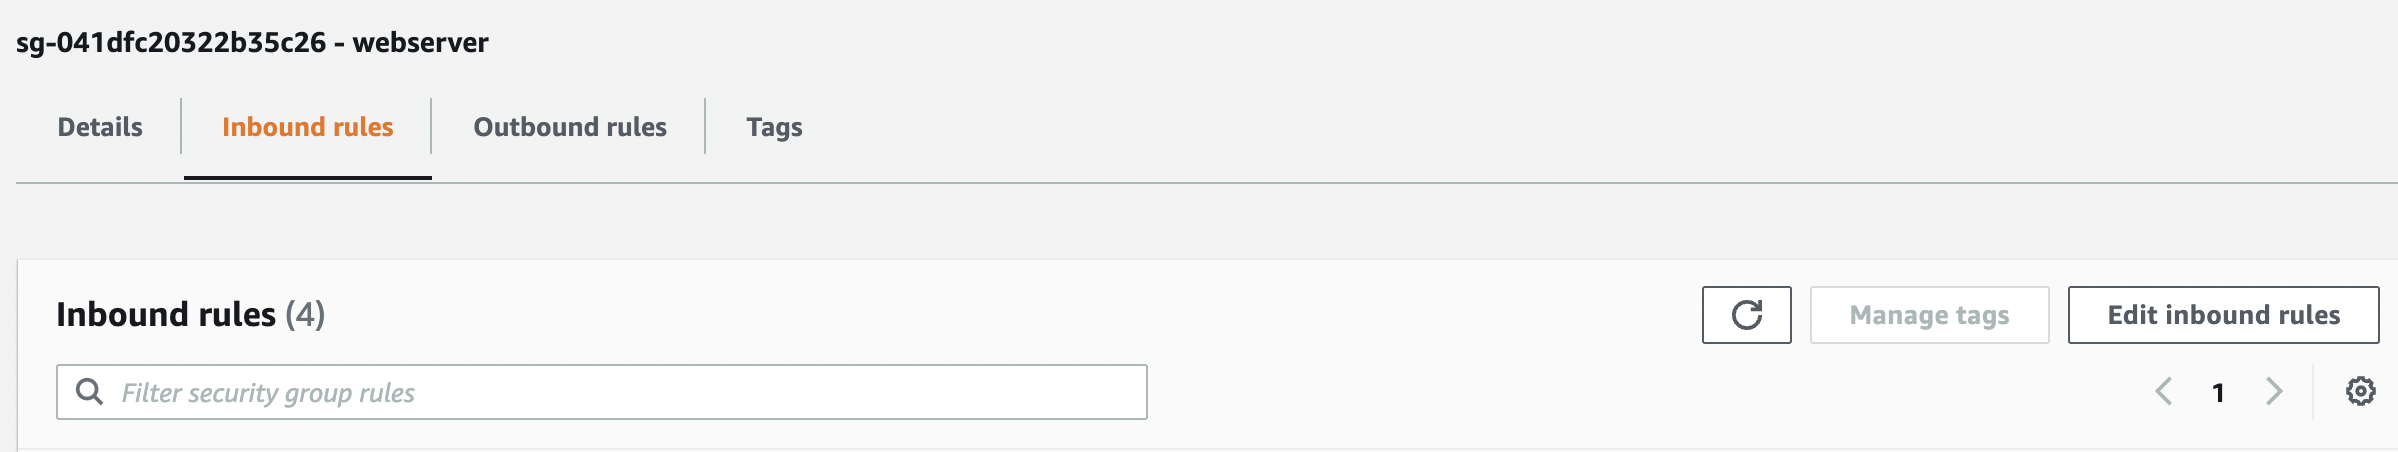 sg-041dfc20322b35c26 - webserver
Details Inbound rules Outbound rules Tags
Inbound rules (4) Manage tags Edit inbound rules
Filter security group rules 1